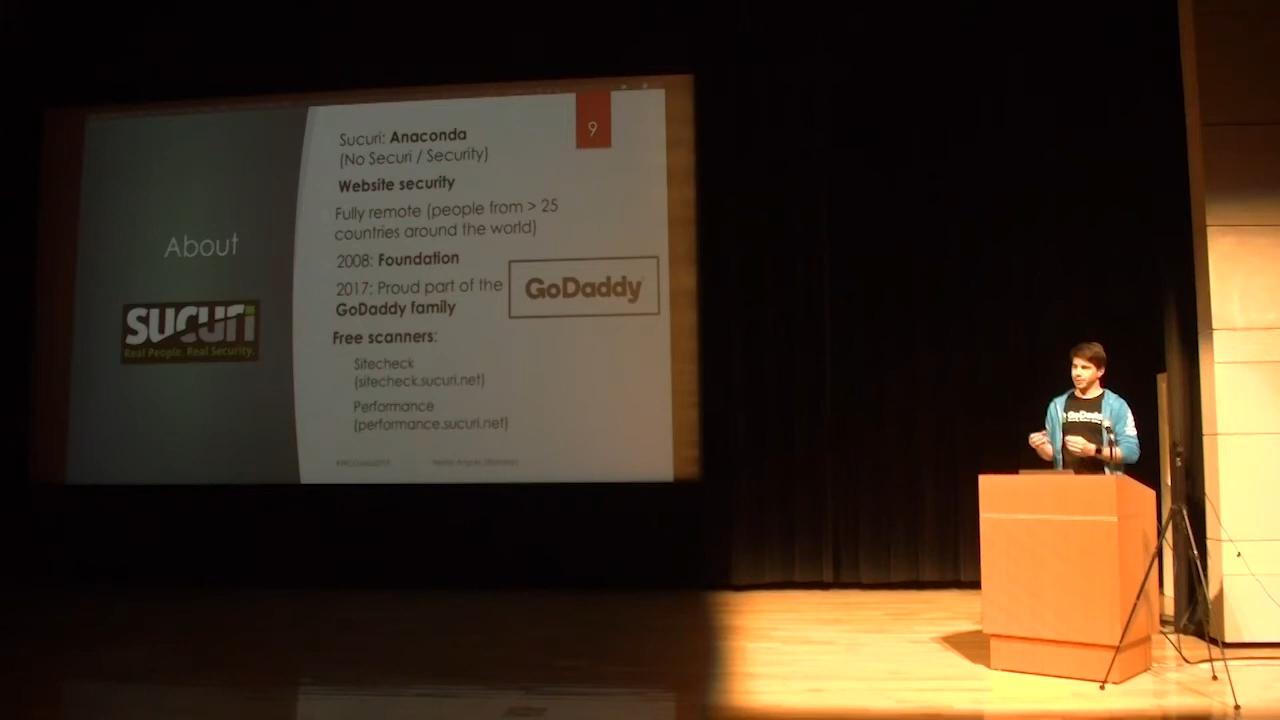 9
Sucuri: Anaconda
(No Securi / Security)
Website security
Fully remote (people from > 25
countries around the world)
About
2008: Foundation
2017: Proud part of the
GoDaddy family
GoDaddy
SUCURi
Real People. Real Security.
Free scanners:
Sitecheck
(sitecheck.sucuri.net)
Performance
(performance.sucuri.net)
GoDaddy